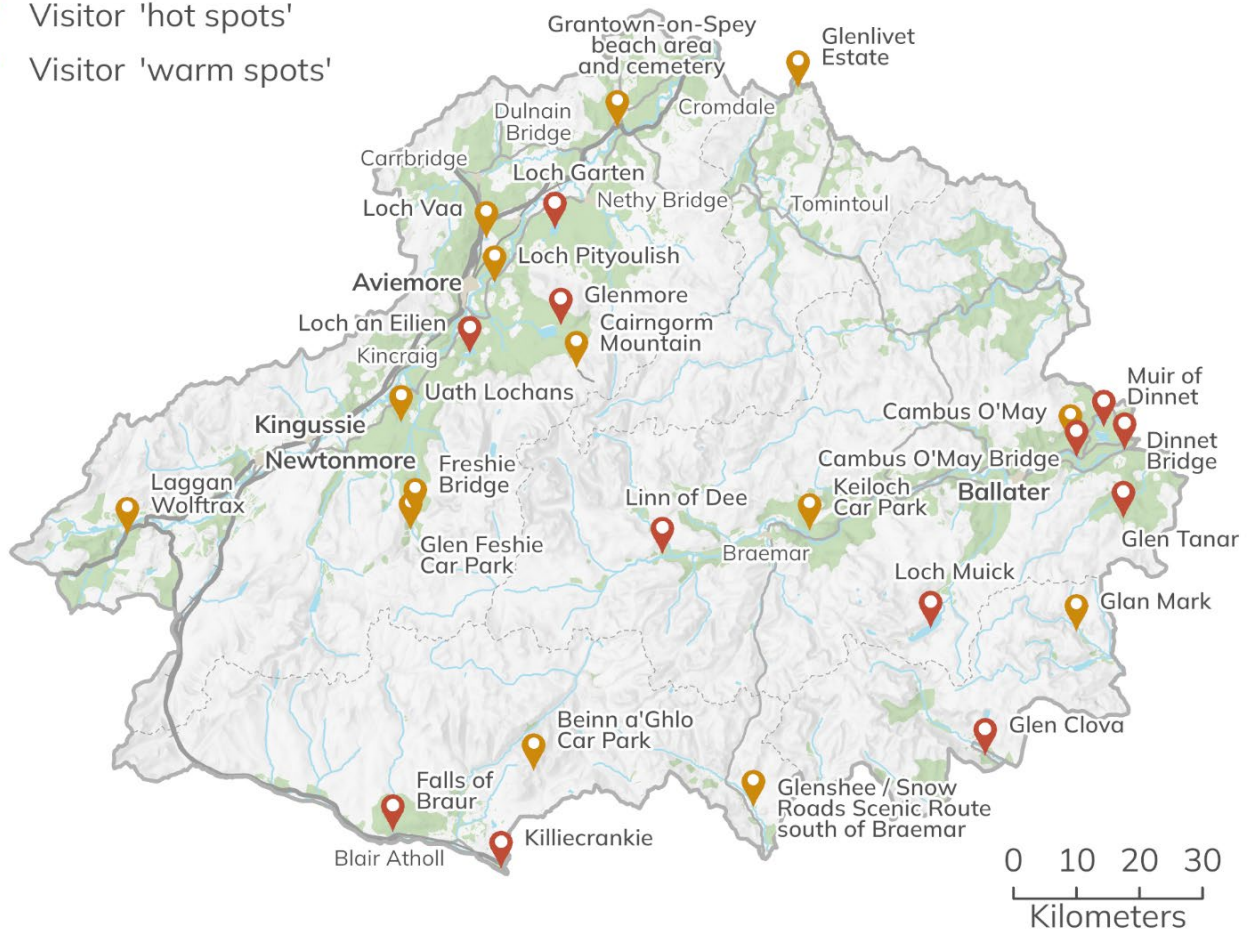 Visitor 'hot spots'
Visitor 'warm spots'
Grantown-on-Spey
beach area
and cemetery
Glenlivet
Estate
Dulnain
Bridge
Cromdale
Carrbridge
Loch Garten
Nethy Bridge
Loch Vaa
Tomintoul
Loch Pityoulish
Aviemore
Glenmore
Loch an Eilien
Cairngorm
Mountain
Kincraig
Uath Lochans
Muir of
Dinnet
Cambus O'May
Kingussie
Dinnet
Bridge
Newtonmore
Freshie
Bridge
Cambus O'May Bridge
Laggan
Wolftrax
Linn of Dee
Keiloch
Car Park
Ballater
Glen Feshie
Car Park
Braemar
Glen Tanar
Loch Muick
Glan Mark
Beinn a'Ghlo
Car Park
Glen Clova
Falls of
Braur
Glenshee / Snow
Roads Scenic Route
south of Braemar
Killiecrankie
Blair Atholl
0 10 20 30
Kilometers